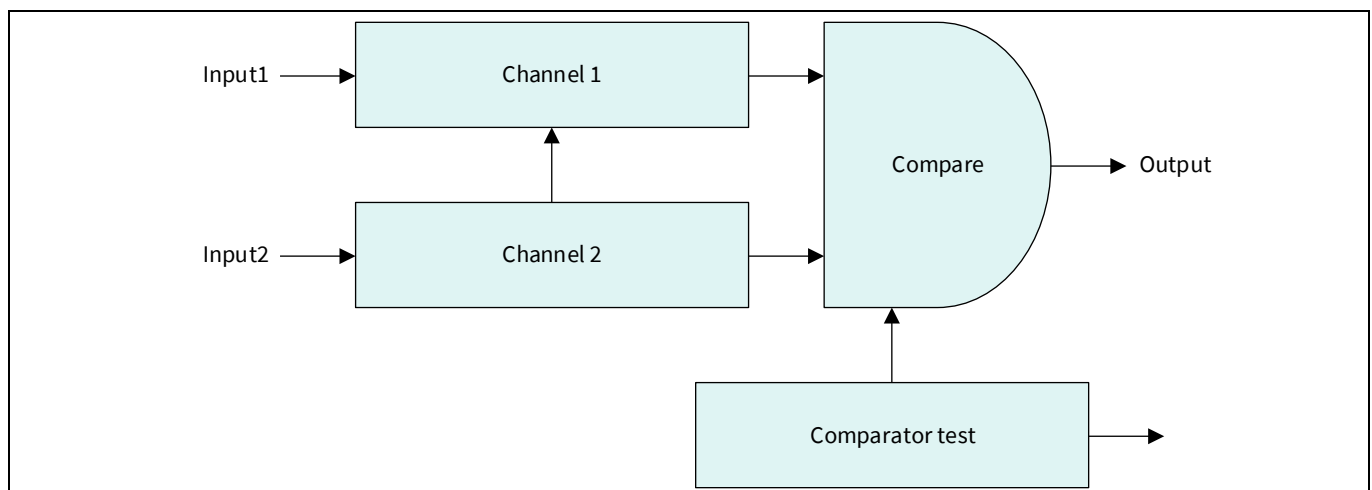 Input1
Channel 1
Compare
Output
Input2
Channel 2
Comparator test